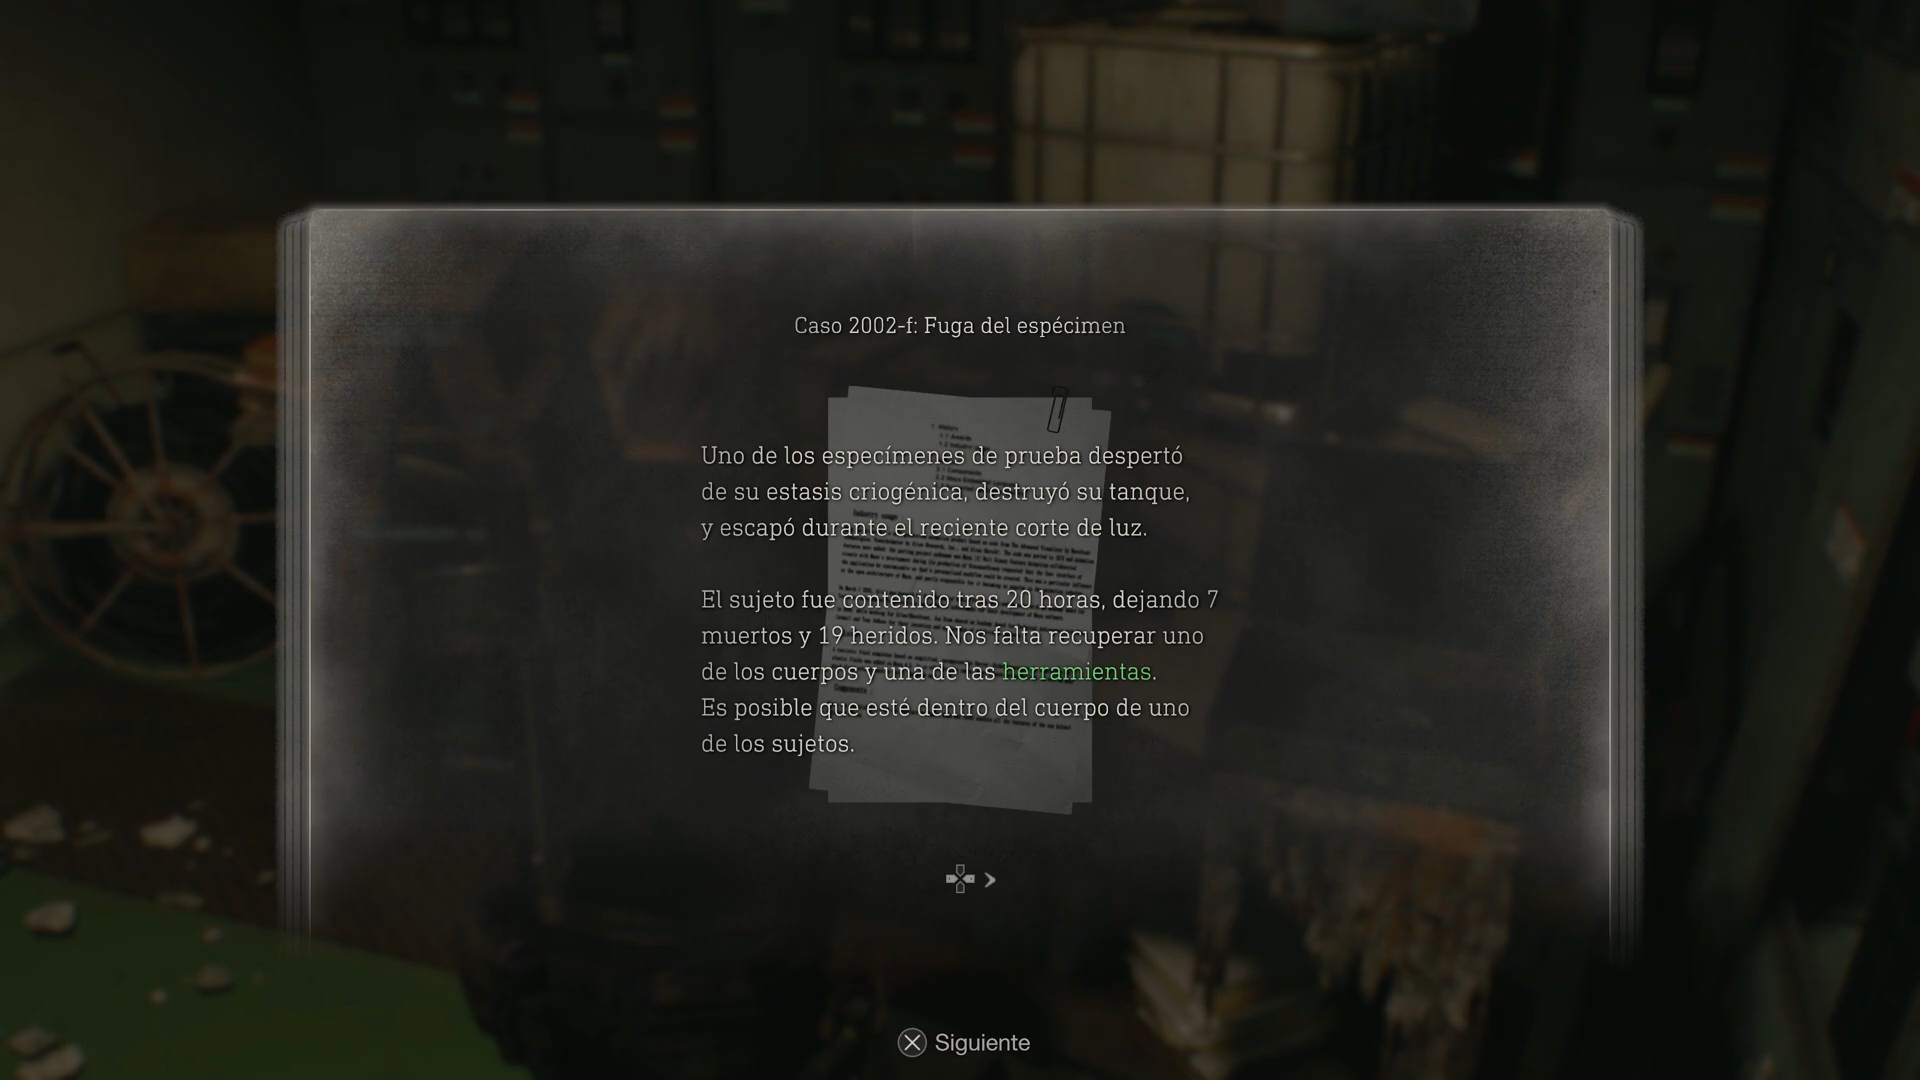 Caso 2002-f: Fuga del espécimen
Uno de los especímenes de prueba despertó
de su estasis criogénica, destruyó su tanque,
y escapó durante el reciente corte de luz.
El sujeto fue contenido tras 20 horas, dejando 7
muertos y 19 heridos. Nos falta recuperar uno
de los cuerpos y una de las herramientas.
Es posible que esté dentro del cuerpo de uno
de los sujetos.
Siguiente